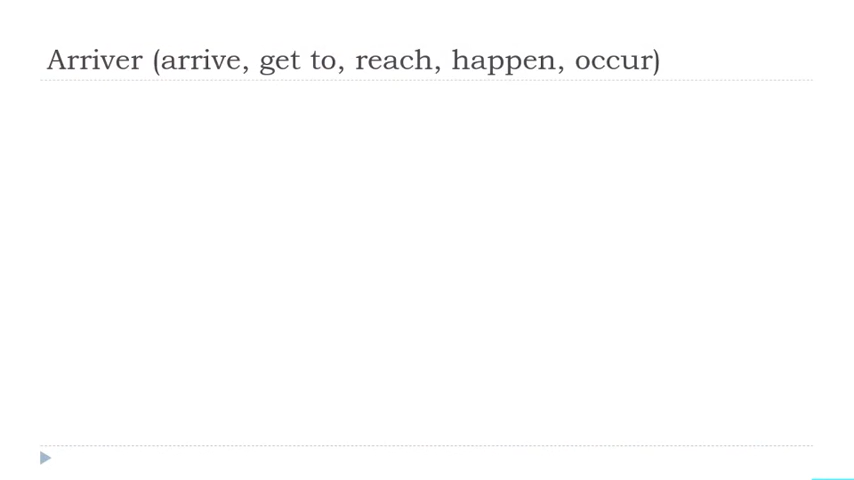 Arriver (arrive, get to, reach, happen, occur)